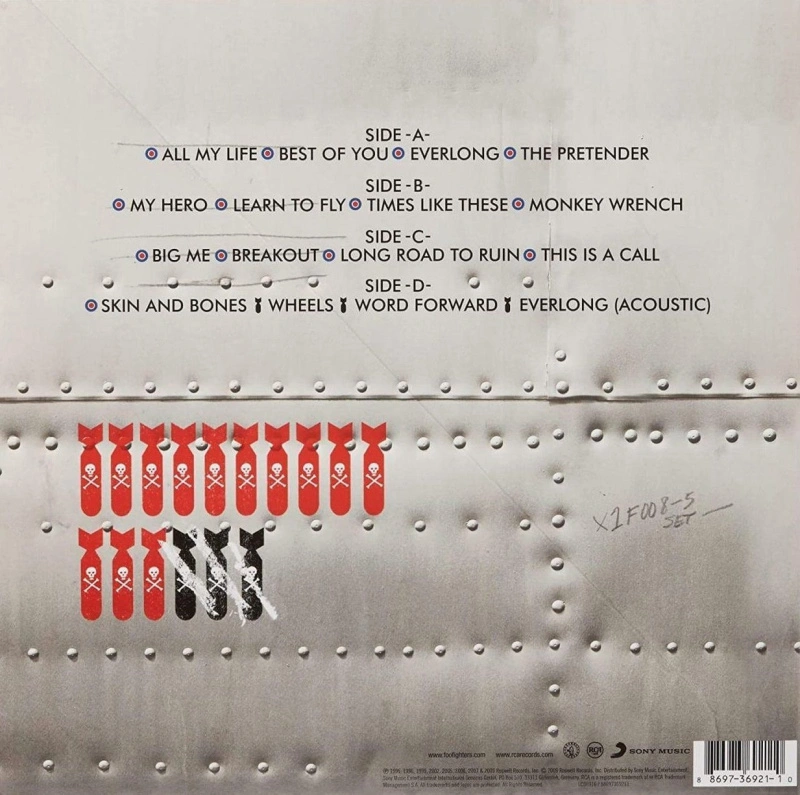 SIDE -A-
ALL MY LIFE BEST OF YOU EVERLONG THE PRETENDER
SIDE -B-
MY HERO LEARN TO FLY TIMES LIKE THESE MONKEY WRENCH
SIDE -C-
BIG ME BREAKOUT LONG ROAD TO RUIN THIS IS A CALL
SIDE -D-
SKIN AND BONES WHEELS WORD FORWARD EVERLONG (ACOUSTIC)
X1F008-5
SET
www.foofighters.com www.rcarecords.com RCA SONY MUSIC
8 8697-36921-1 0